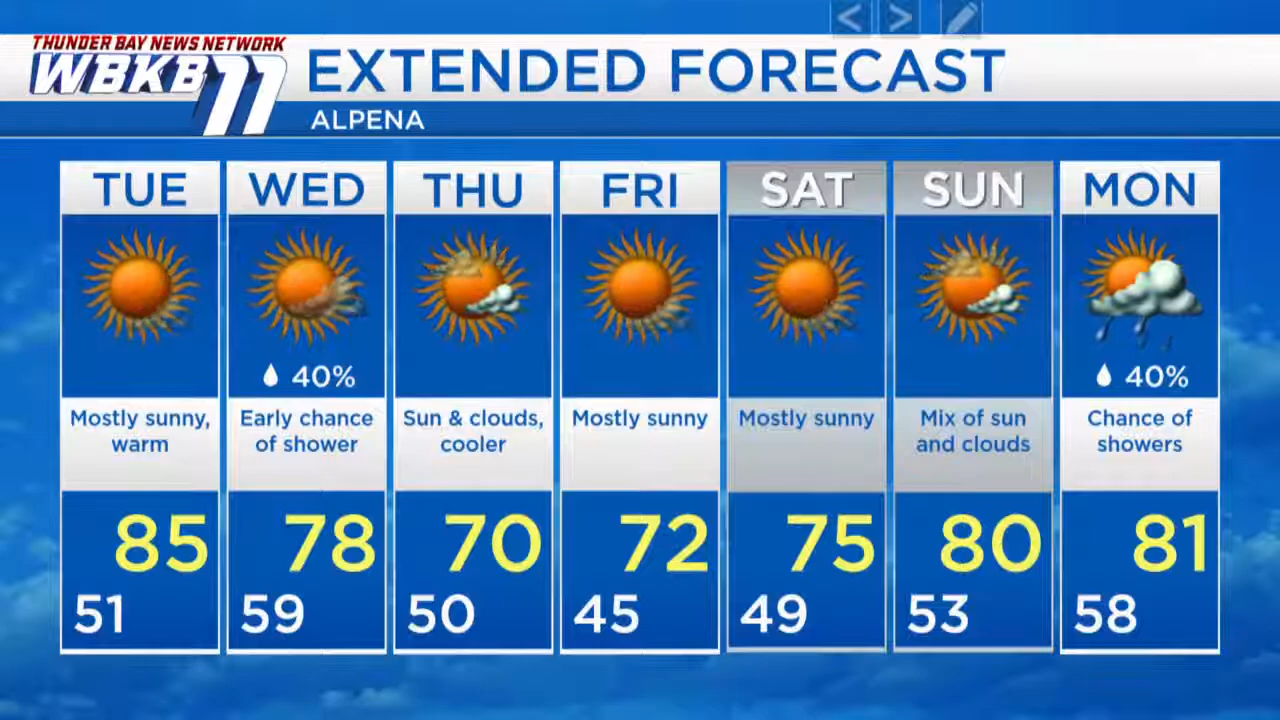 THUNDER BAY NEWS NETWORK
WBKB 11
EXTENDED FORECAST
ALPENA
TUE
Mostly sunny,
warm
85
51
WED
40%
Early chance
of shower
78
59
THU
Sun & clouds,
cooler
70
50
FRI
Mostly sunny
72
45
SAT
Mostly sunny
75
49
SUN
Mix of sun
and clouds
80
53
MON
40%
Chance of
showers
81
58